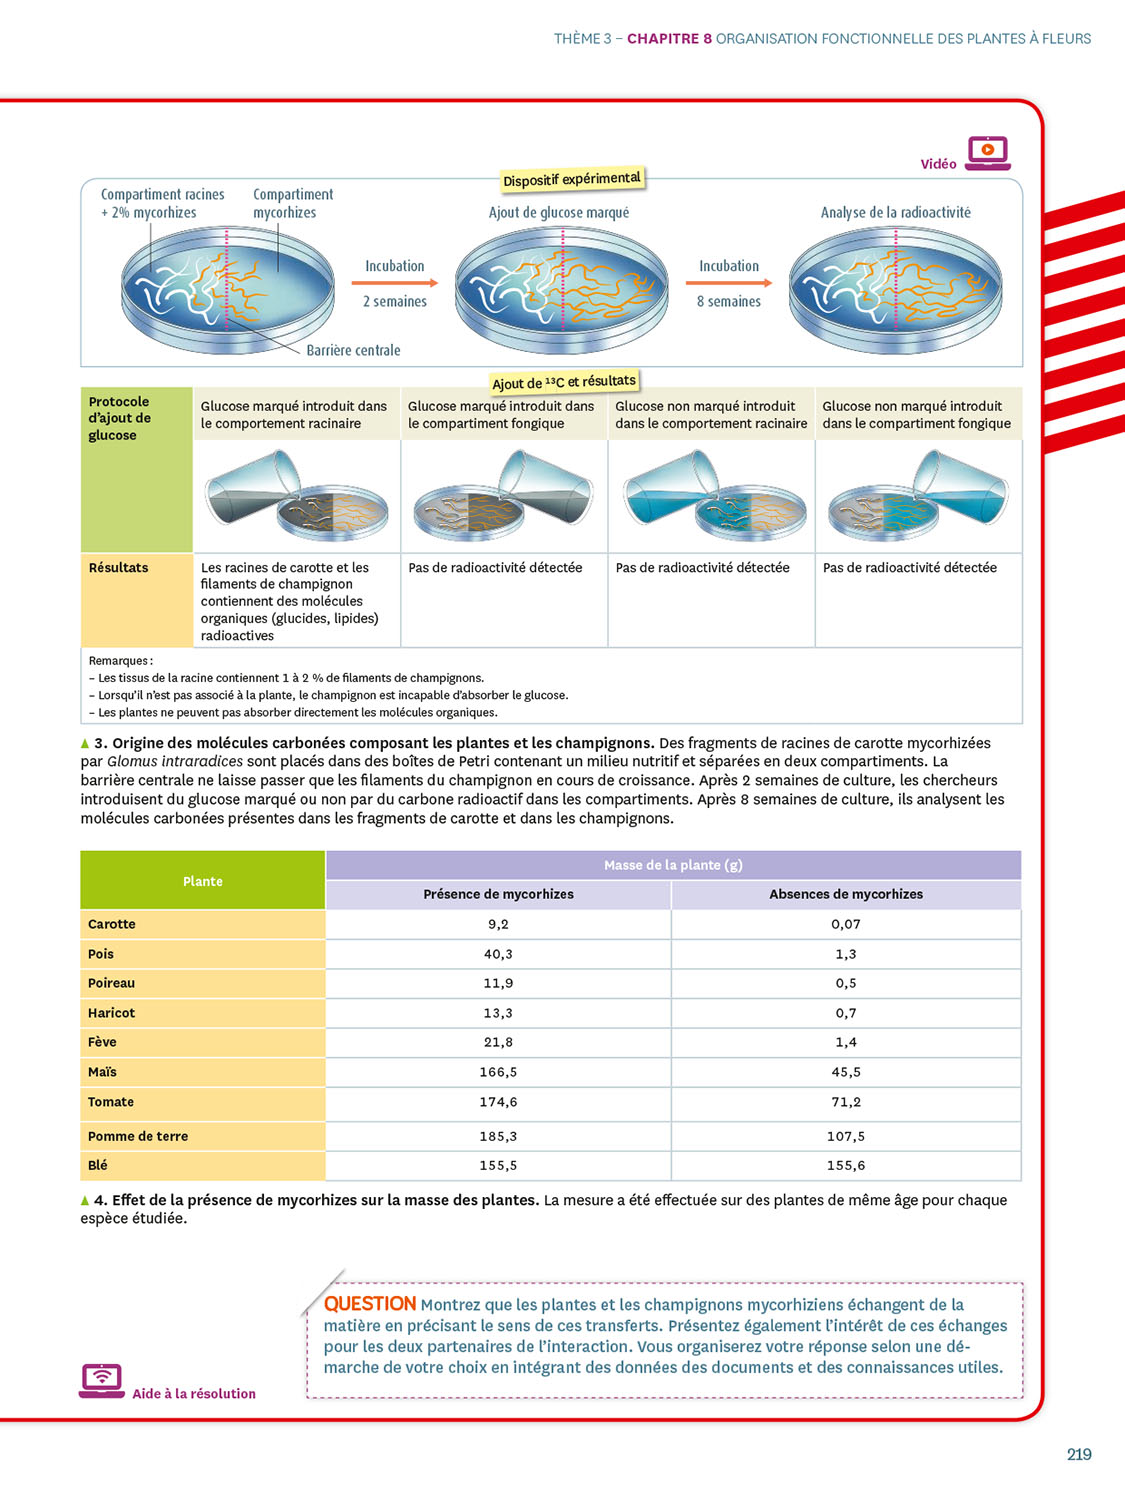 THÈME 3 – CHAPITRE 8 ORGANISATION FONCTIONNELLE DES PLANTES À FLEURS
Vidéo
Dispositif expérimental
Compartiment racines
+ 2% mycorhizes
Compartiment
mycorhizes
Ajout de glucose marqué
Analyse de la radioactivité
Incubation
2 semaines
Incubation
8 semaines
Barrière centrale
Ajout de ¹³C et résultats
Protocole
d'ajout de
glucose
Glucose marqué introduit dans
le comportement racinaire
Glucose marqué introduit dans
le compartiment fongique
Glucose non marqué introduit
dans le comportement racinaire
Glucose non marqué introduit
dans le compartiment fongique
Résultats
Les racines de carotte et les
filaments de champignon
contiennent des molécules
organiques (glucides, lipides)
radioactives
Pas de radioactivité détectée
Pas de radioactivité détectée
Pas de radioactivité détectée
Remarques :
– Les tissus de la racine contiennent 1 à 2 % de filaments de champignons.
– Lorsqu'il n'est pas associé à la plante, le champignon est incapable d'absorber le glucose.
– Les plantes ne peuvent pas absorber directement les molécules organiques.
3. Origine des molécules carbonées composant les plantes et les champignons. Des fragments de racines de carotte mycorhizées
par Glomus intraradices sont placés dans des boîtes de Petri contenant un milieu nutritif et séparées en deux compartiments. La
barrière centrale ne laisse passer que les filaments du champignon en cours de croissance. Après 2 semaines de culture, les chercheurs
introduisent du glucose marqué ou non par du carbone radioactif dans les compartiments. Après 8 semaines de culture, ils analysent les
molécules carbonées présentes dans les fragments de carotte et dans les champignons.
Plante
Masse de la plante (g)
Présence de mycorhizes
Absences de mycorhizes
Carotte 9,2 0,07
Pois 40,3 1,3
Poireau 11,9 0,5
Haricot 13,3 0,7
Fève 21,8 1,4
Maïs 166,5 45,5
Tomate 174,6 71,2
Pomme de terre 185,3 107,5
Blé 155,5 155,6
4. Effet de la présence de mycorhizes sur la masse des plantes. La mesure a été effectuée sur des plantes de même âge pour chaque
espèce étudiée.
QUESTION Montrez que les plantes et les champignons mycorhiziens échangent de la
matière en précisant le sens de ces transferts. Présentez également l'intérêt de ces échanges
pour les deux partenaires de l'interaction. Vous organiserez votre réponse selon une dé-
marche de votre choix en intégrant des données des documents et des connaissances utiles.
Aide à la résolution
219